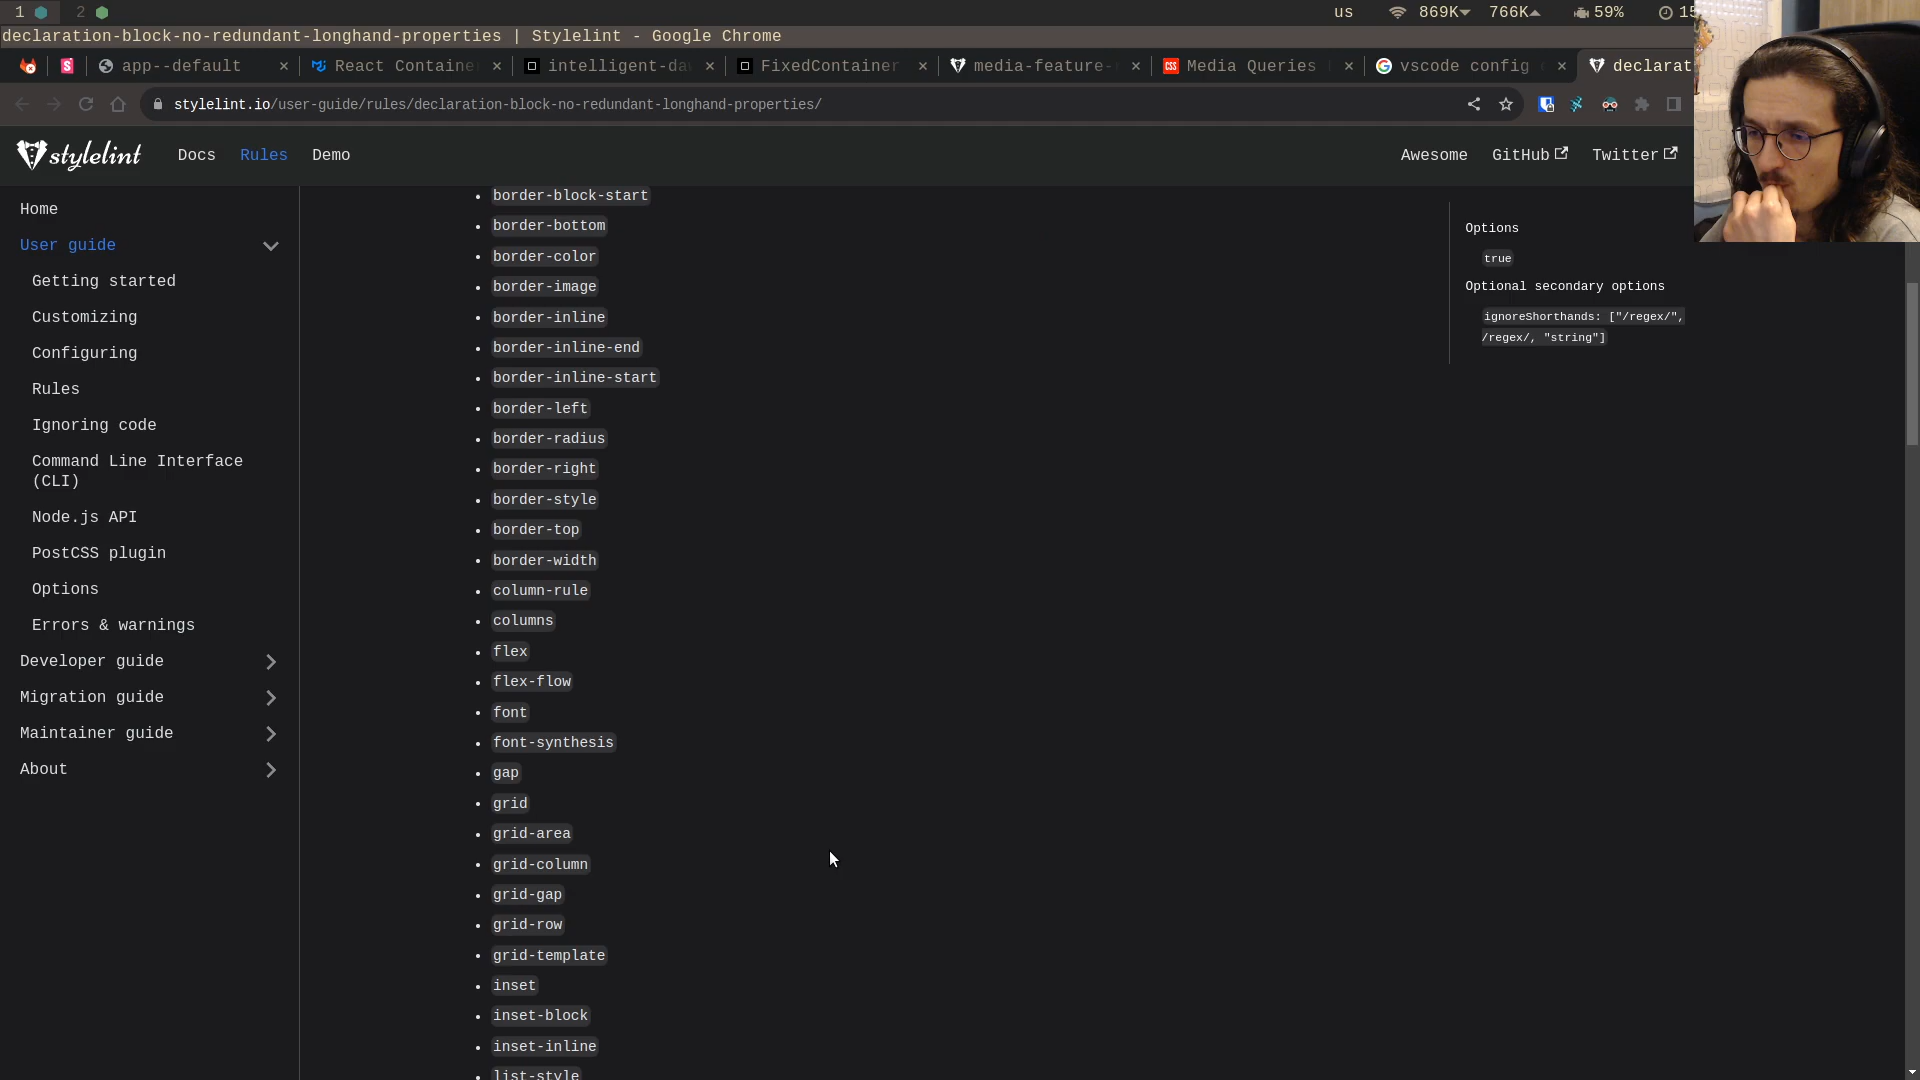 1 2 us 869K 766K 59% 15
declaration-block-no-redundant-longhand-properties | Stylelint - Google Chrome
app--default React Containe intelligent-da FixedContainer media-feature- Media Queries vscode config declarat
stylelint.io/user-guide/rules/declaration-block-no-redundant-longhand-properties/
stylelint Docs Rules Demo Awesome GitHub Twitter
Home
User guide
Getting started
Customizing
Configuring
Rules
Ignoring code
Command Line Interface
(CLI)
Node.js API
PostCSS plugin
Options
Errors & warnings
Developer guide
Migration guide
Maintainer guide
About
border-block-start
border-bottom
border-color
border-image
border-inline
border-inline-end
border-inline-start
border-left
border-radius
border-right
border-style
border-top
border-width
column-rule
columns
flex
flex-flow
font
font-synthesis
gap
grid
grid-area
grid-column
grid-gap
grid-row
grid-template
inset
inset-block
inset-inline
list-style
Options
true
Optional secondary options
ignoreShorthands: ["/regex/",
/regex/, "string"]